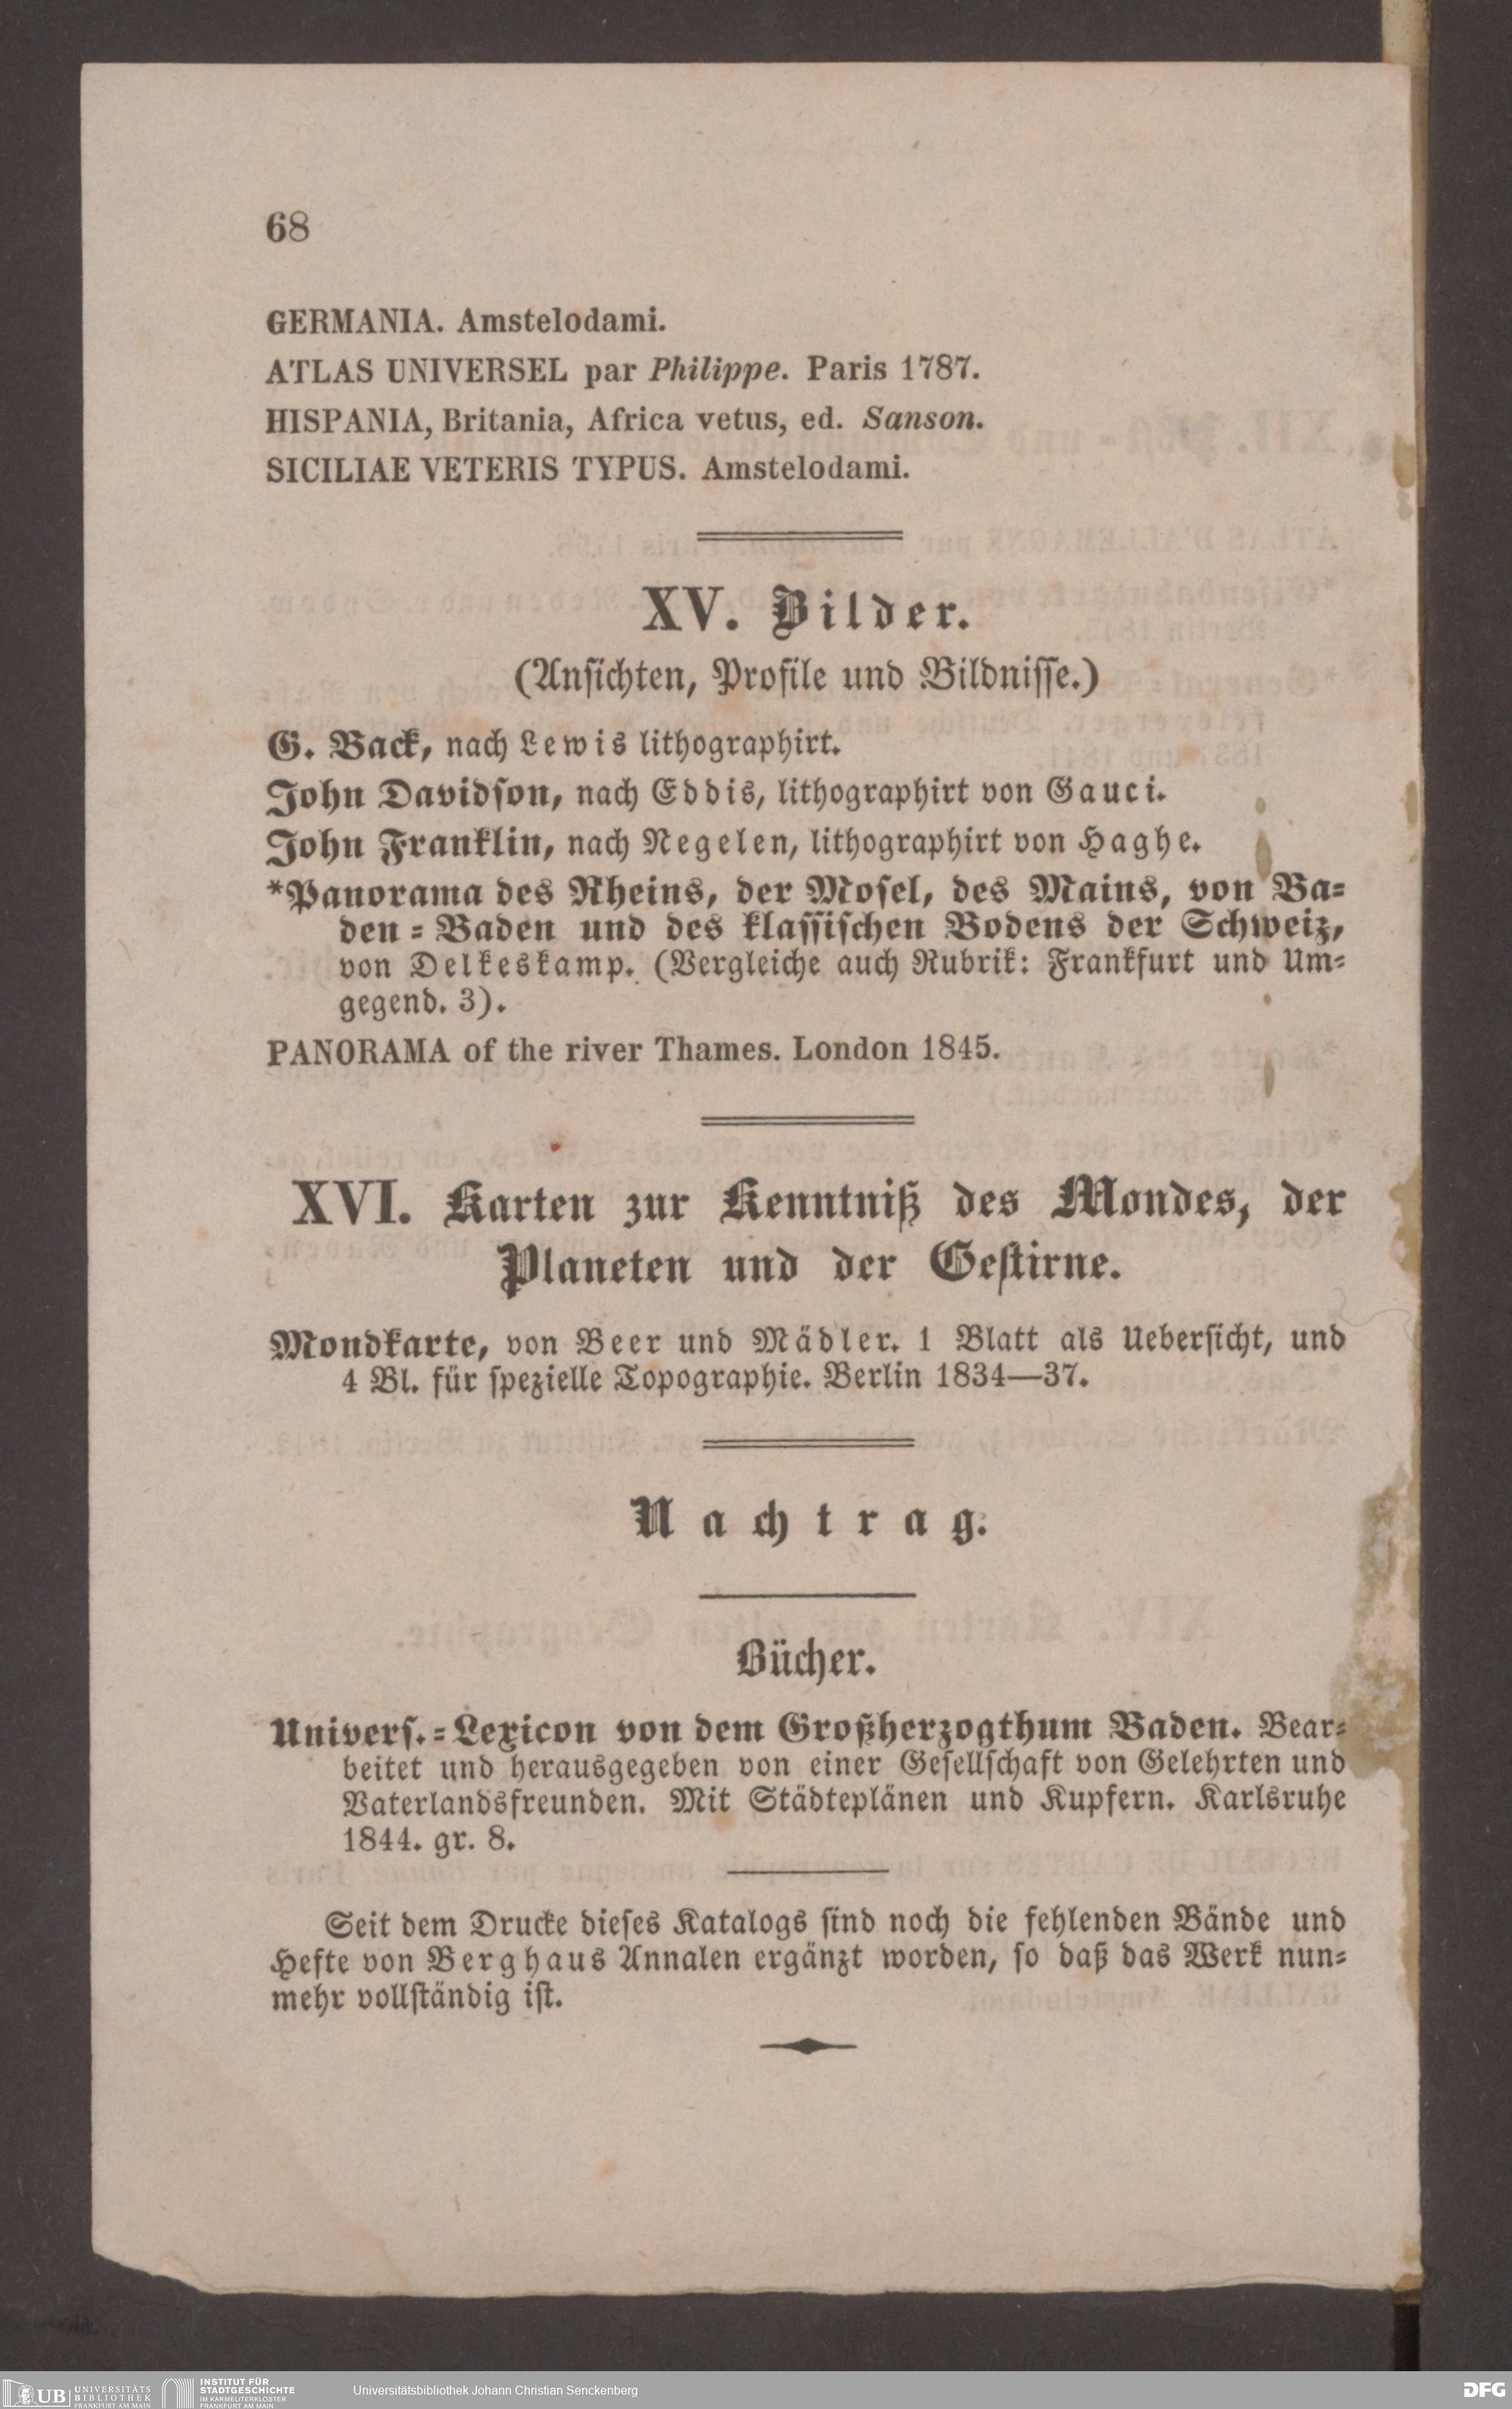 68
GERMANIA. Amstelodami.
ATLAS UNIVERSEL par Philippe. Paris 1787.
HISPANIA, Britania, Africa vetus, ed. Sanson.
SICILIAE VETERIS TYPUS. Amstelodami.
XV. Bilder.
(Ansichten, Profile und Bildnisse.)
G. Back, nach Lewis lithographirt.
John Davidson, nach Eddis, lithographirt von Gauci.
John Franklin, nach Negelen, lithographirt von Haghe.
*Panorama des Rheins, der Mosel, des Mains, von Ba-
den-Baden und des klassischen Bodens der Schweiz,
von Delkeskamp. (Vergleiche auch Rubrik: Frankfurt und Um-
gegend. 3).
PANORAMA of the river Thames. London 1845.
XVI. Karten zur Kenntniß des Mondes, der
Planeten und der Gestirne.
Mondkarte, von Beer und Mädler. 1 Blatt als Uebersicht, und
4 Bl. für spezielle Topographie. Berlin 1834—37.
Nachtrag.
Bücher.
Univers.-Lexicon von dem Großherzogthum Baden. Bear-
beitet und herausgegeben von einer Gesellschaft von Gelehrten und
Vaterlandsfreunden. Mit Städteplänen und Kupfern. Karlsruhe
1844. gr. 8.
Seit dem Drucke dieses Katalogs sind noch die fehlenden Bände und
Hefte von Berghaus Annalen ergänzt worden, so daß das Werk nun-
mehr vollständig ist.
UB UNIVERSITÄTS BIBLIOTHEK FRANKFURT AM MAIN
INSTITUT FÜR STADTGESCHICHTE IM KARMELITERKLOSTER FRANKFURT AM MAIN
Universitätsbibliothek Johann Christian Senckenberg
DFG